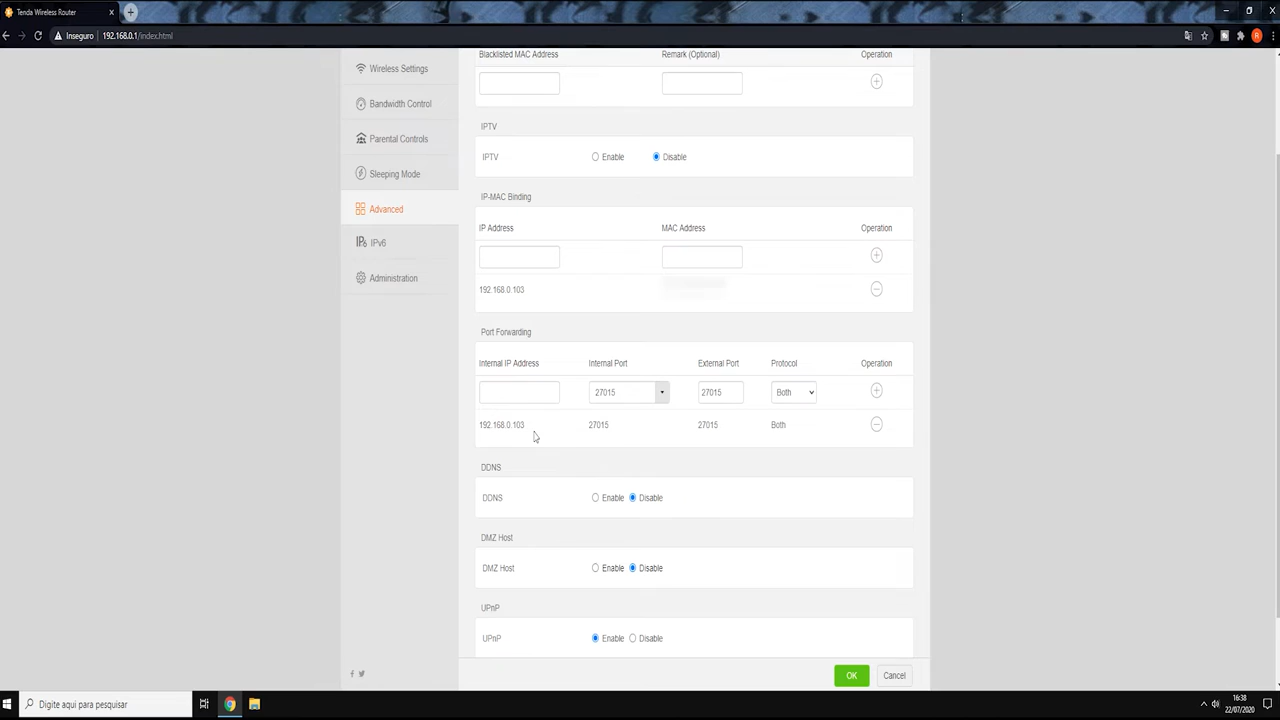 Tenda Wireless Router
Inseguro 192.168.0.1/index.html
R
Wireless Settings
Bandwidth Control
Parental Controls
Sleeping Mode
Advanced
IPv6
Administration
Blacklisted MAC Address Remark (Optional) Operation
IPTV
IPTV Enable Disable
IP-MAC Binding
IP Address MAC Address Operation
192.168.0.103
Port Forwarding
Internal IP Address Internal Port External Port Protocol Operation
27015 27015 Both
192.168.0.103 27015 27015 Both
DDNS
DDNS Enable Disable
DMZ Host
DMZ Host Enable Disable
UPnP
UPnP Enable Disable
OK Cancel
Digite aqui para pesquisar
16:38
22/07/2020